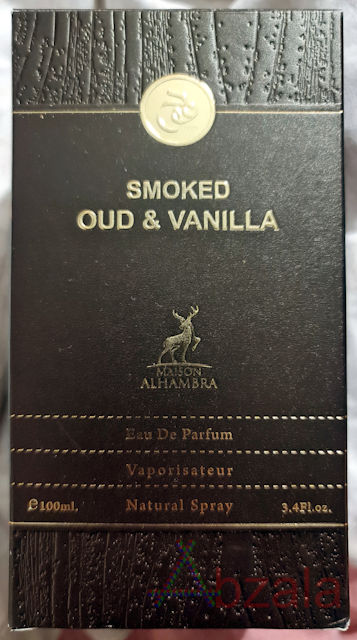 SMOKED
OUD & VANILLA
MAISON
ALHAMBRA
Eau De Parfum
Vaporisateur
℮100ml. Natural Spray 3.4Fl.oz.
Abzala